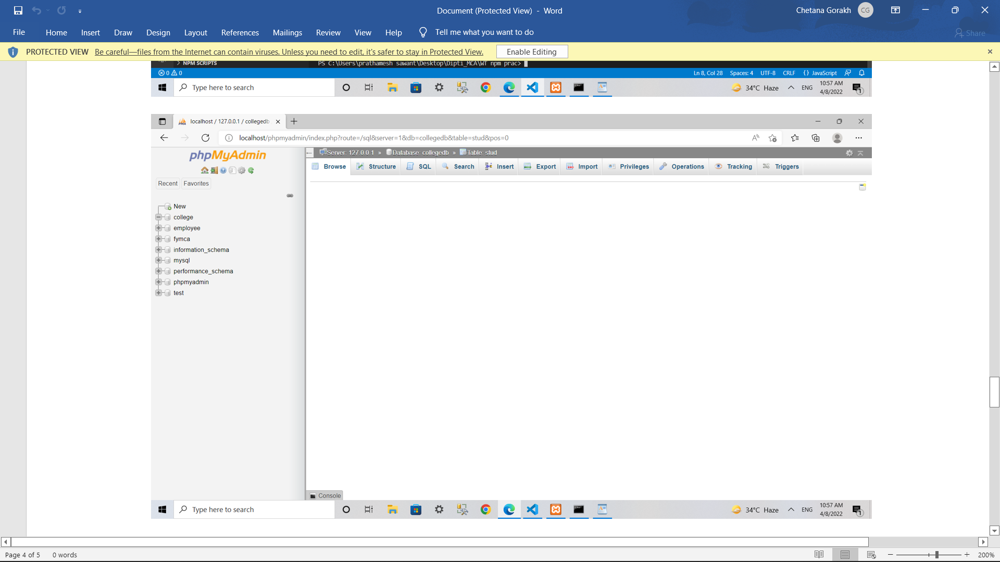 Document (Protected View) - Word
Chetana Gorakh
CG
File
Home
Insert
Draw
Design
Layout
References
Mailings
Review
View
Help
Tell me what you want to do
Share
PROTECTED VIEW
Be careful—files from the Internet can contain viruses. Unless you need to edit, it's safer to stay in Protected View.
Enable Editing
NPM SCRIPTS
PS C:\Users\prathamesh sawant\Desktop\Dipti_MCA\WT npm prac>
0 0
Ln 8, Col 28
Spaces: 4
UTF-8
CRLF
{ } JavaScript
Type here to search
34°C Haze
ENG
10:57 AM
4/8/2022
1
PMA
localhost / 127.0.0.1 / collegedb
localhost/phpmyadmin/index.php?route=/sql&server=1&db=collegedb&table=stud&pos=0
phpMyAdmin
Server: 127.0.0.1 » Database: collegedb » Table: stud
Browse
Structure
SQL
Search
Insert
Export
Import
Privileges
Operations
Tracking
Triggers
Recent
Favorites
New
college
employee
fymca
information_schema
mysql
performance_schema
phpmyadmin
test
Console
Type here to search
34°C Haze
ENG
10:57 AM
4/8/2022
1
Page 4 of 5
0 words
200%